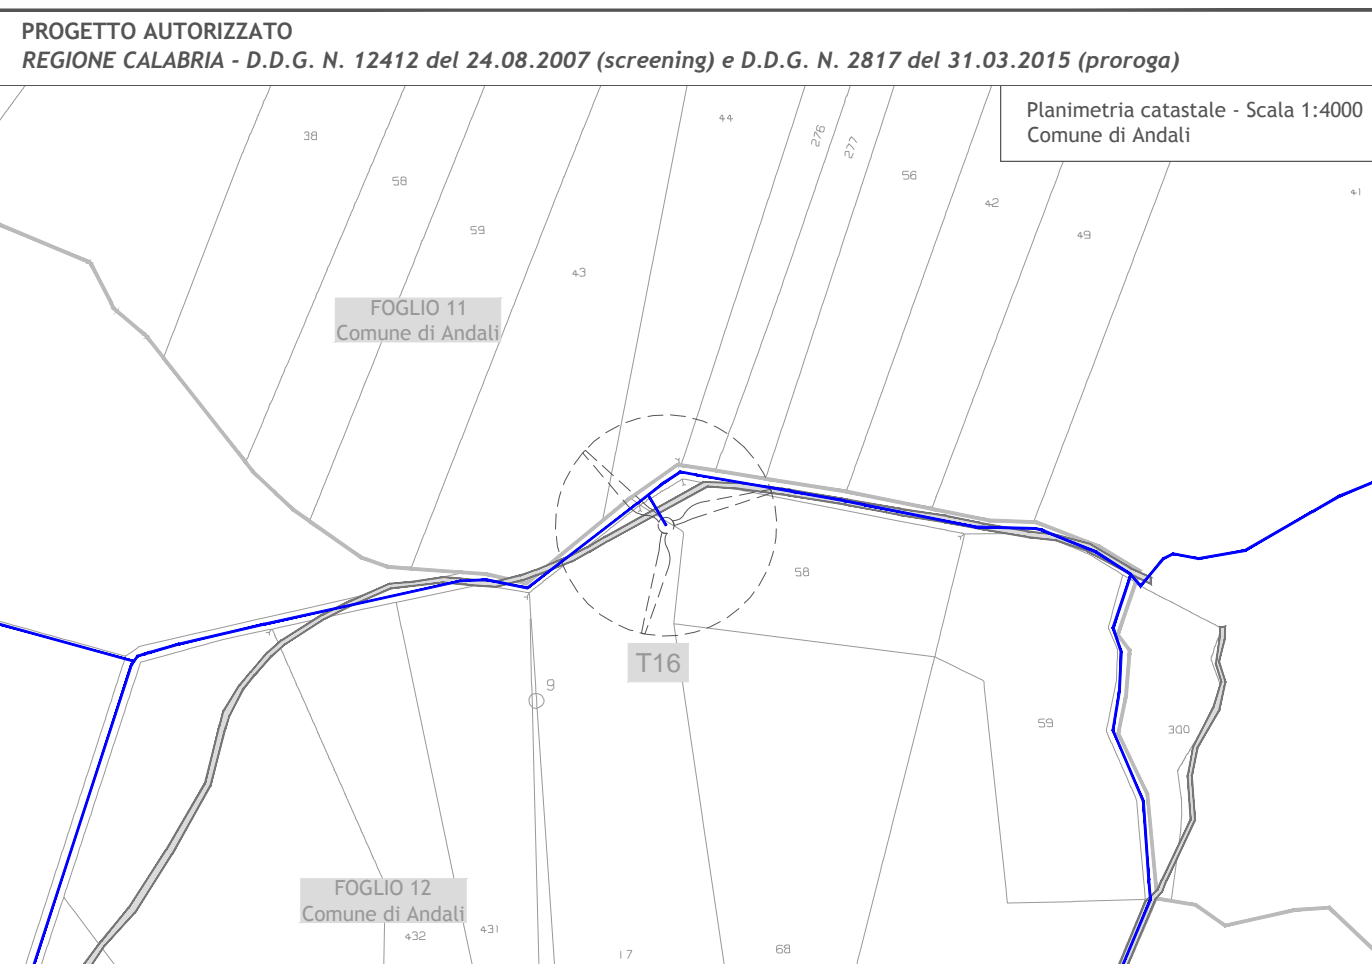 PROGETTO AUTORIZZATO
REGIONE CALABRIA - D.D.G. N. 12412 del 24.08.2007 (screening) e D.D.G. N. 2817 del 31.03.2015 (proroga)
Planimetria catastale - Scala 1:4000
Comune di Andali
44
38
276
277
58
56
41
42
59
49
43
FOGLIO 11
Comune di Andali
58
T16
9
59
300
FOGLIO 12
Comune di Andali
432
431
17
68